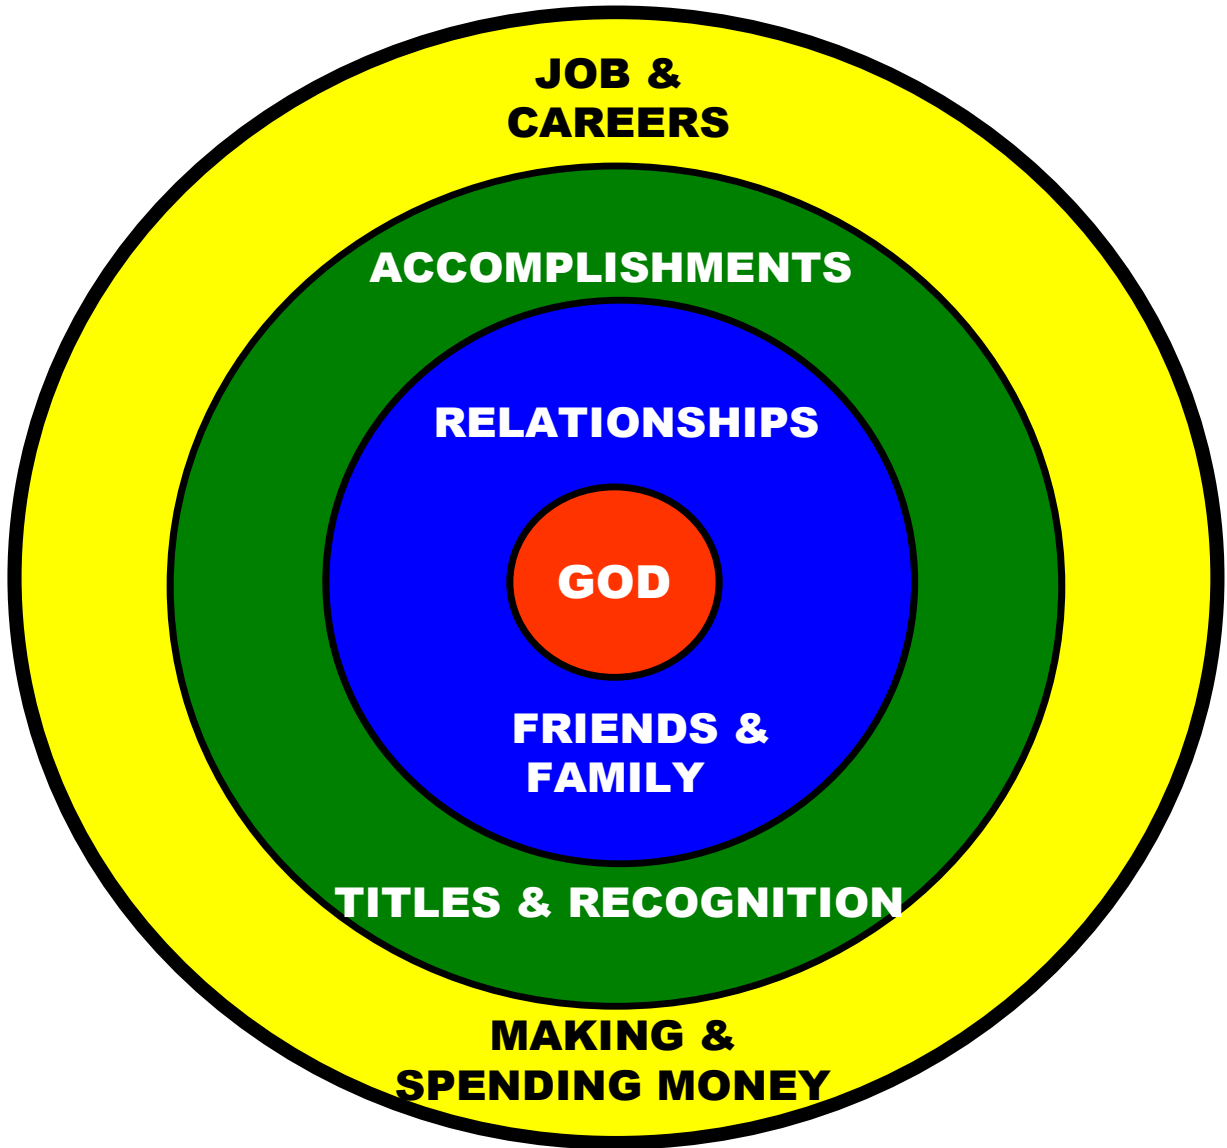 JOB &
CAREERS
ACCOMPLISHMENTS
RELATIONSHIPS
GOD
FRIENDS &
FAMILY
TITLES & RECOGNITION
MAKING &
SPENDING MONEY